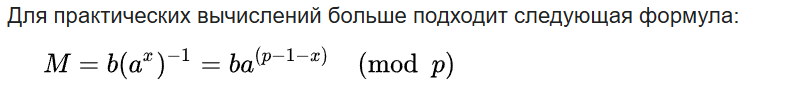 Для практических вычислений больше подходит следующая формула:
M = b(a^x)^{-1} = ba^{(p-1-x)} (mod p)